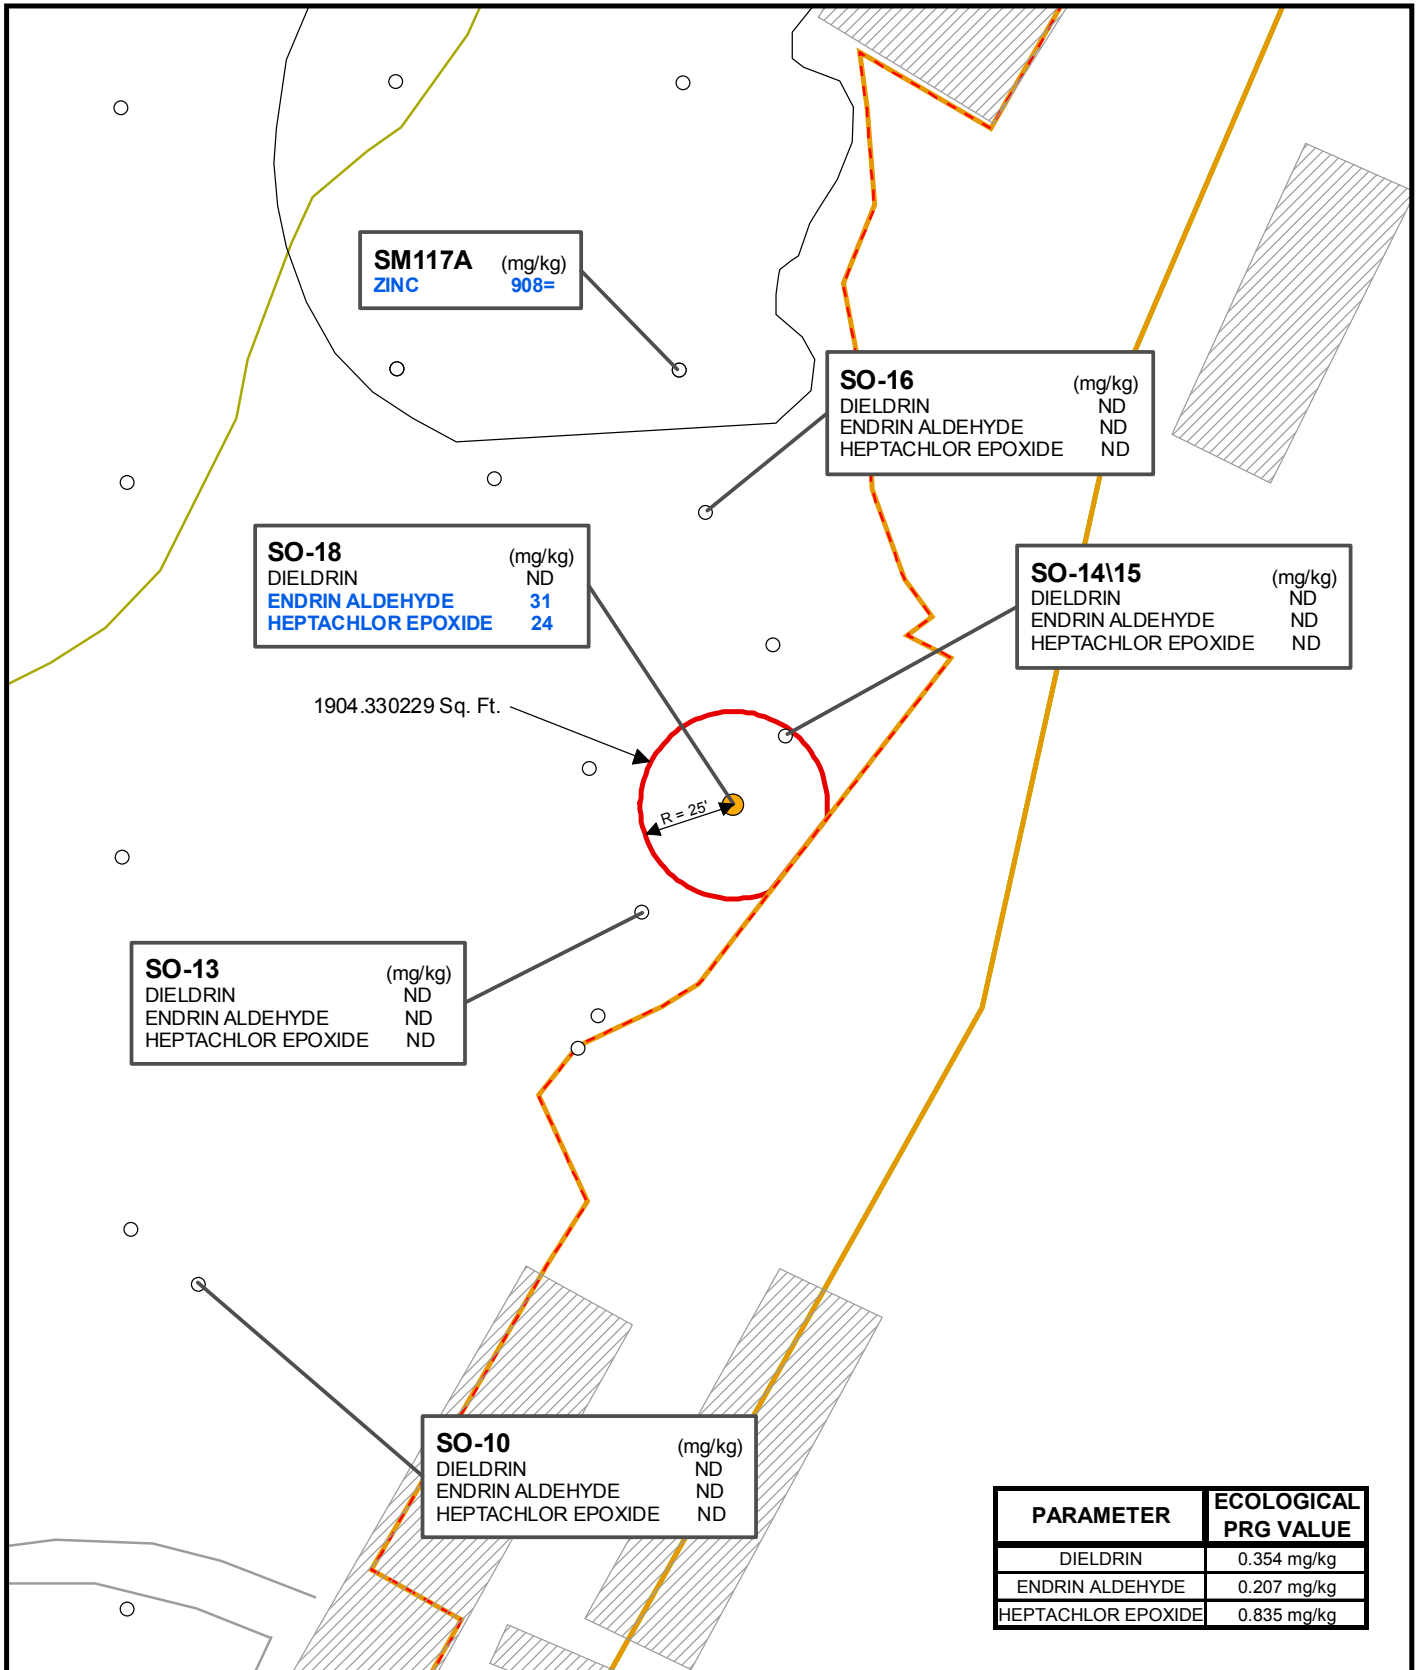 SM117A (mg/kg)
ZINC 908=
SO-16 (mg/kg)
DIELDRIN ND
ENDRIN ALDEHYDE ND
HEPTACHLOR EPOXIDE ND
SO-18 (mg/kg)
DIELDRIN ND
ENDRIN ALDEHYDE 31
HEPTACHLOR EPOXIDE 24
SO-14\15 (mg/kg)
DIELDRIN ND
ENDRIN ALDEHYDE ND
HEPTACHLOR EPOXIDE ND
1904.330229 Sq. Ft.
R = 25'
SO-13 (mg/kg)
DIELDRIN ND
ENDRIN ALDEHYDE ND
HEPTACHLOR EPOXIDE ND
SO-10 (mg/kg)
DIELDRIN ND
ENDRIN ALDEHYDE ND
HEPTACHLOR EPOXIDE ND
PARAMETER ECOLOGICAL
PRG VALUE
DIELDRIN 0.354 mg/kg
ENDRIN ALDEHYDE 0.207 mg/kg
HEPTACHLOR EPOXIDE 0.835 mg/kg